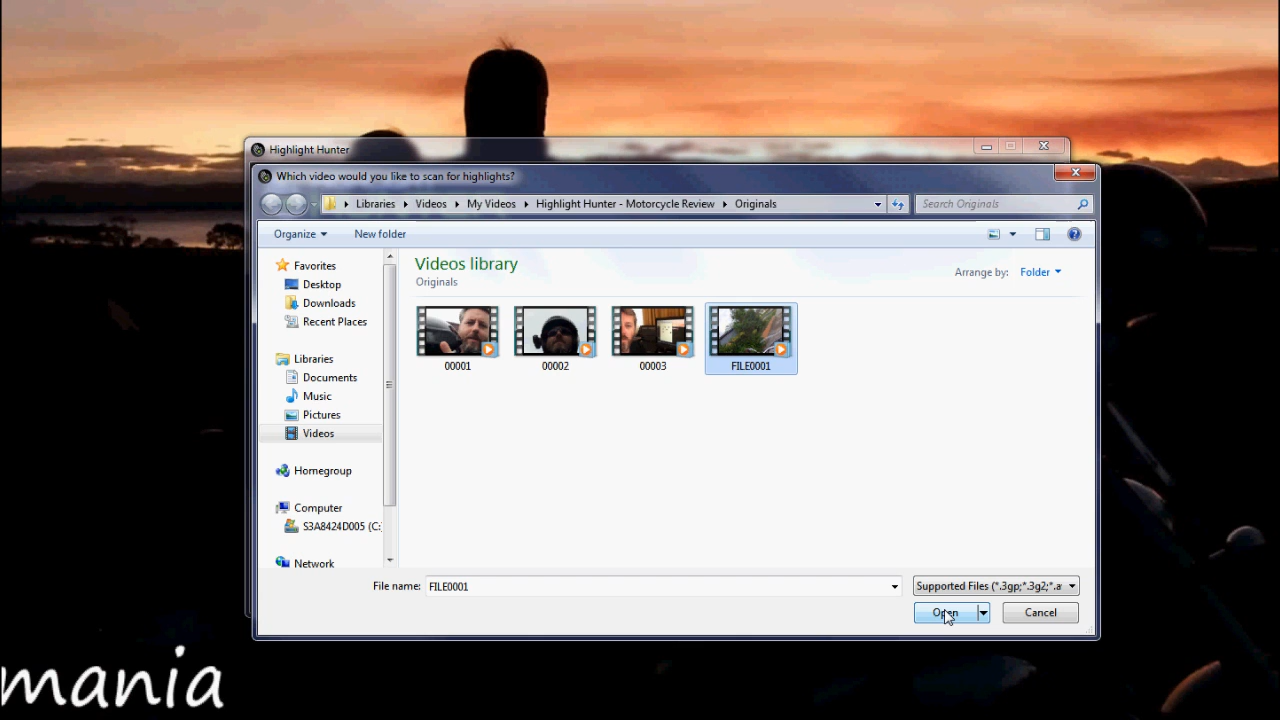 Highlight Hunter
Which video would you like to scan for highlights?
Libraries Videos My Videos Highlight Hunter - Motorcycle Review Originals
Search Originals
Organize
New folder
Favorites
Desktop
Downloads
Recent Places
Libraries
Documents
Music
Pictures
Videos
Homegroup
Computer
S3A8424D005 (C:
Network
Videos library
Originals
Arrange by: Folder
00001
00002
00003
FILE0001
File name: FILE0001
Supported Files (*.3gp;*.3g2;*.a
Open
Cancel
mania